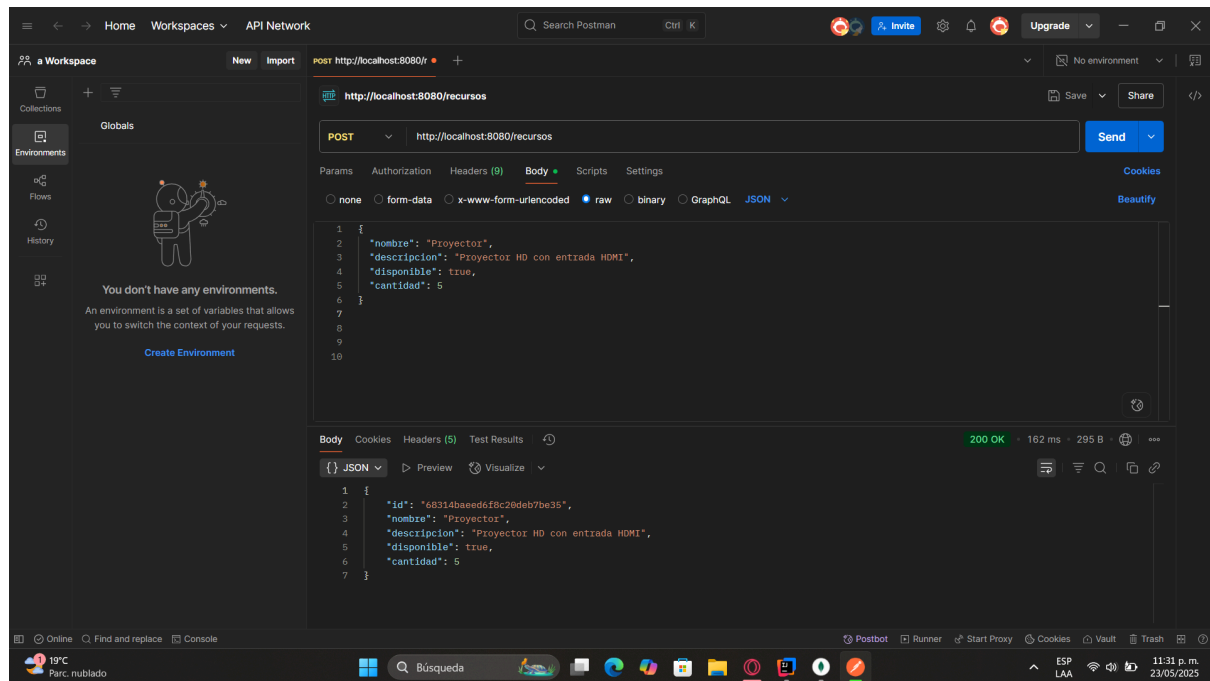 Home Workspaces API Network Search Postman Ctrl K Invite Upgrade
a Workspace New Import POST http://localhost:8080/r No environment
Collections
Environments
Flows
History
Globals
You don't have any environments.
An environment is a set of variables that allows
you to switch the context of your requests.
Create Environment
HTTP http://localhost:8080/recursos Save Share
POST http://localhost:8080/recursos Send
Params Authorization Headers (9) Body Scripts Settings Cookies
none form-data x-www-form-urlencoded raw binary GraphQL JSON Beautify
1 {
2 "nombre": "Proyector",
3 "descripcion": "Proyector HD con entrada HDMI",
4 "disponible": true,
5 "cantidad": 5
6 }
7
8
9
10
Body Cookies Headers (5) Test Results 200 OK 162 ms 295 B
{} JSON Preview Visualize
1 {
2 "id": "68314baeed6f8c20deb7be35",
3 "nombre": "Proyector",
4 "descripcion": "Proyector HD con entrada HDMI",
5 "disponible": true,
6 "cantidad": 5
7 }
Online Find and replace Console Postbot Runner Start Proxy Cookies Vault Trash
1 19°C
Parc. nublado
Búsqueda
ESP
LAA
11:31 p. m.
23/05/2025